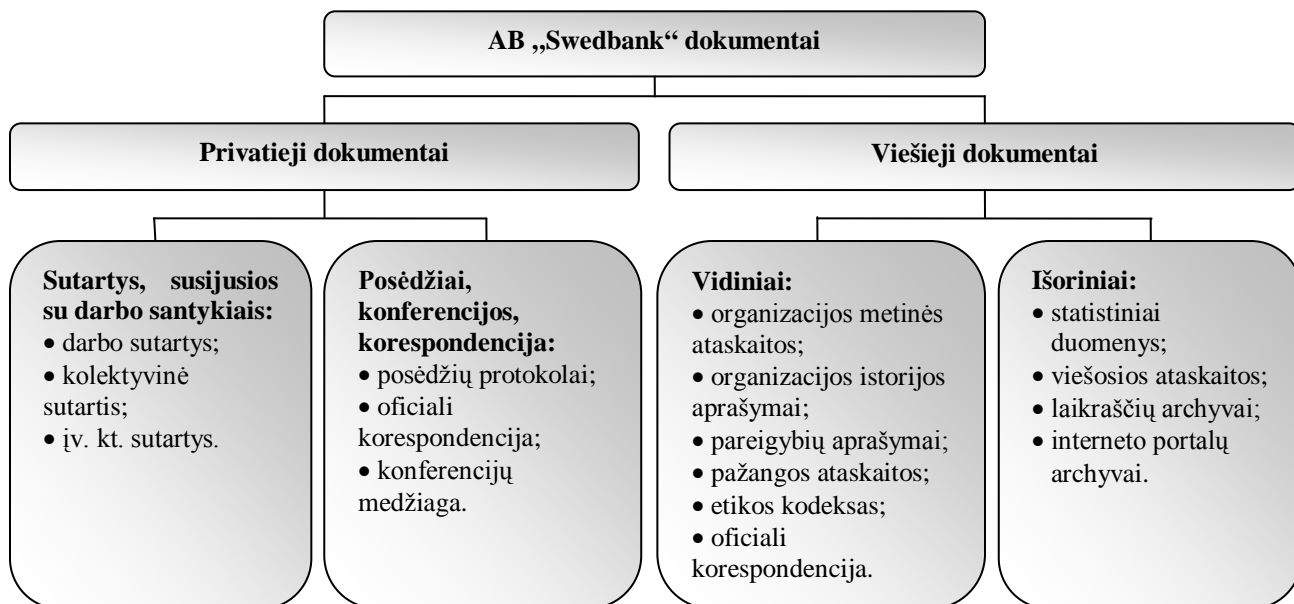 AB „Swedbank“ dokumentai
Privatieji dokumentai
Viešieji dokumentai
Sutartys, susijusios
su darbo santykiais:
• darbo sutartys;
• kolektyvinė
sutartis;
• įv. kt. sutartys.
Posėdžiai,
konferencijos,
korespondencija:
• posėdžių protokolai;
• oficiali
korespondencija;
• konferencijų
medžiaga.
Vidiniai:
• organizacijos metinės
ataskaitos;
• organizacijos istorijos
aprašymai;
• pareigybių aprašymai;
• pažangos ataskaitos;
• etikos kodeksas;
• oficiali
korespondencija.
Išoriniai:
• statistiniai
duomenys;
• viešosios ataskaitos;
• laikraščių archyvai;
• interneto portalų
archyvai.